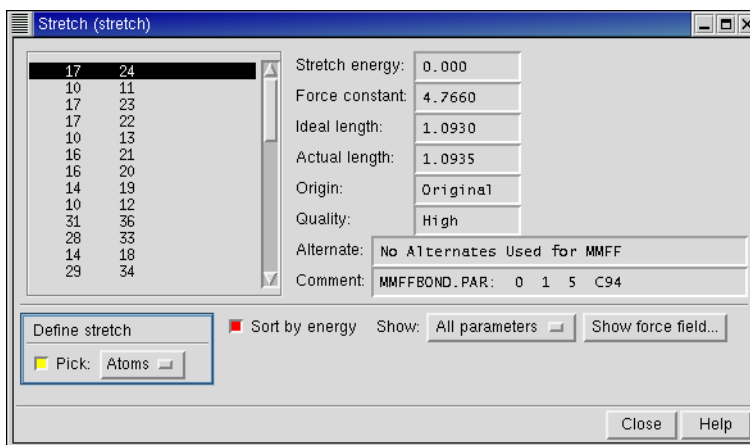 Stretch (stretch)
17 24
10 11
17 23
17 22
10 13
16 21
16 20
14 19
10 12
31 36
28 33
14 18
29 34
Stretch energy: 0.000
Force constant: 4.7660
Ideal length: 1.0930
Actual length: 1.0935
Origin: Original
Quality: High
Alternate: No Alternates Used for MMFF
Comment: MMFFBOND.PAR: 0 1 5 C94
Define stretch
Pick: Atoms
Sort by energy Show: All parameters Show force field...
Close Help